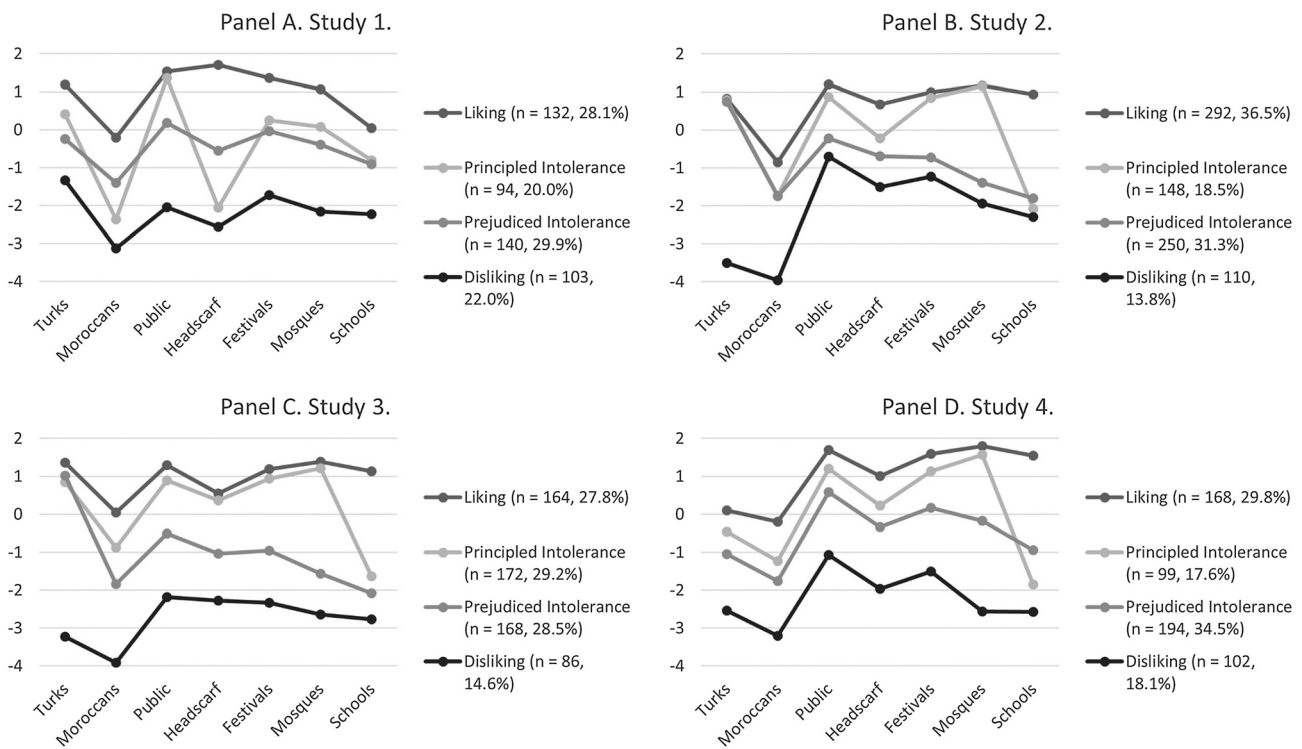 Panel A. Study 1.
2
1
0
-1
-2
-3
-4
Turks
Moroccans
Public
Headscarf
Festivals
Mosques
Schools
Liking (n = 132, 28.1%)
Principled Intolerance
(n = 94, 20.0%)
Prejudiced Intolerance
(n = 140, 29.9%)
Disliking (n = 103,
22.0%)
Panel B. Study 2.
2
1
0
-1
-2
-3
-4
Turks
Moroccans
Public
Headscarf
Festivals
Mosques
Schools
Liking (n = 292, 36.5%)
Principled Intolerance
(n = 148, 18.5%)
Prejudiced Intolerance
(n = 250, 31.3%)
Disliking (n = 110,
13.8%)
Panel C. Study 3.
2
1
0
-1
-2
-3
-4
Turks
Moroccans
Public
Headscarf
Festivals
Mosques
Schools
Liking (n = 164, 27.8%)
Principled Intolerance
(n = 172, 29.2%)
Prejudiced Intolerance
(n = 168, 28.5%)
Disliking (n = 86,
14.6%)
Panel D. Study 4.
2
1
0
-1
-2
-3
-4
Turks
Moroccans
Public
Headscarf
Festivals
Mosques
Schools
Liking (n = 168, 29.8%)
Principled Intolerance
(n = 99, 17.6%)
Prejudiced Intolerance
(n = 194, 34.5%)
Disliking (n = 102,
18.1%)